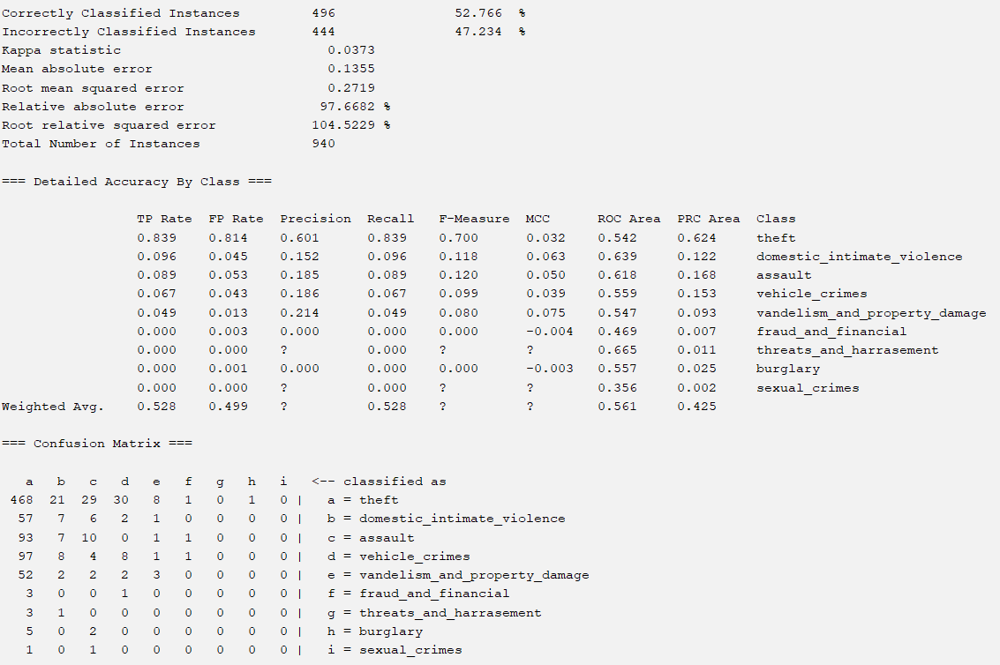 Correctly Classified Instances         496               52.766  %
Incorrectly Classified Instances       444               47.234  %
Kappa statistic                          0.0373
Mean absolute error                      0.1355
Root mean squared error                  0.2719
Relative absolute error                 97.6682 %
Root relative squared error            104.5229 %
Total Number of Instances              940
=== Detailed Accuracy By Class ===
                 TP Rate  FP Rate  Precision  Recall   F-Measure  MCC      ROC Area  PRC Area  Class
                 0.839    0.814    0.601      0.839    0.700      0.032    0.542     0.624     theft
                 0.096    0.045    0.152      0.096    0.118      0.063    0.639     0.122     domestic_intimate_violence
                 0.089    0.053    0.185      0.089    0.120      0.050    0.618     0.168     assault
                 0.067    0.043    0.186      0.067    0.099      0.039    0.559     0.153     vehicle_crimes
                 0.049    0.013    0.214      0.049    0.080      0.075    0.547     0.093     vandelism_and_property_damage
                 0.000    0.003    0.000      0.000    0.000      -0.004   0.469     0.007     fraud_and_financial
                 0.000    0.000    ?          0.000    ?          ?        0.665     0.011     threats_and_harrasement
                 0.000    0.001    0.000      0.000    0.000      -0.003   0.557     0.025     burglary
                 0.000    0.000    ?          0.000    ?          ?        0.356     0.002     sexual_crimes
Weighted Avg.    0.528    0.499    ?          0.528    ?          ?        0.561     0.425
=== Confusion Matrix ===
   a   b   c   d   e   f   g   h   i   <-- classified as
 468  21  29  30   8   1   0   1   0 |   a = theft
  57   7   6   2   1   0   0   0   0 |   b = domestic_intimate_violence
  93   7  10   0   1   1   0   0   0 |   c = assault
  97   8   4   8   1   1   0   0   0 |   d = vehicle_crimes
  52   2   2   2   3   0   0   0   0 |   e = vandelism_and_property_damage
   3   0   0   1   0   0   0   0   0 |   f = fraud_and_financial
   3   1   0   0   0   0   0   0   0 |   g = threats_and_harrasement
   5   0   2   0   0   0   0   0   0 |   h = burglary
   1   0   1   0   0   0   0   0   0 |   i = sexual_crimes